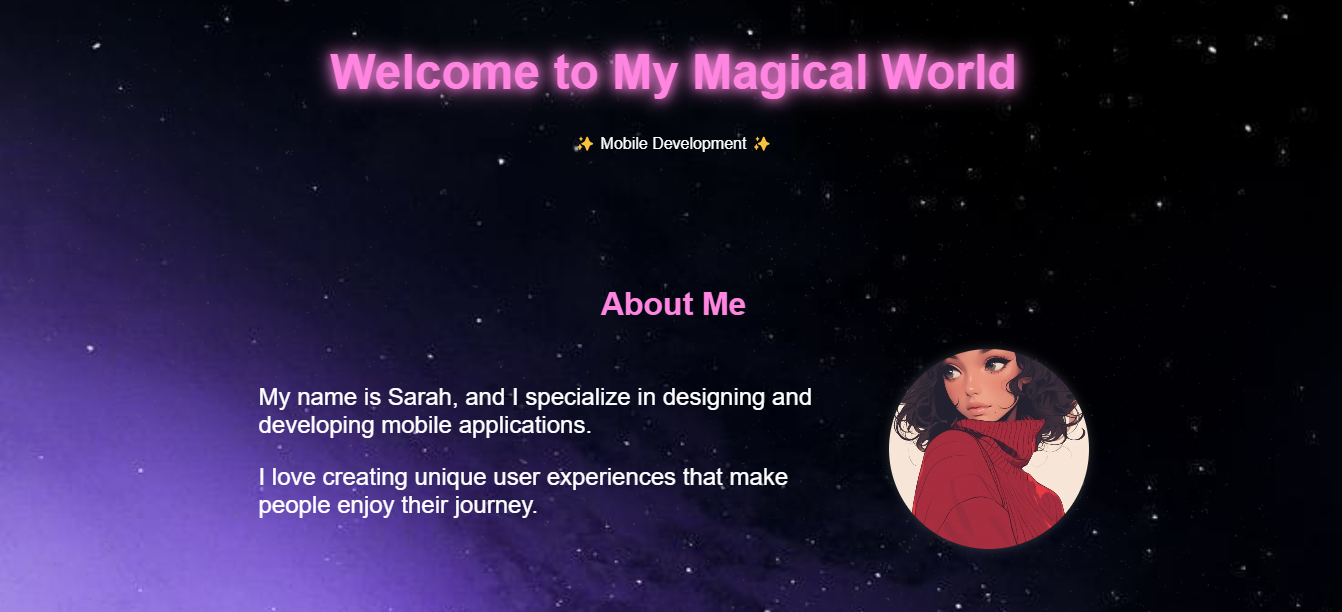 Welcome to My Magical World
✨ Mobile Development ✨
About Me
My name is Sarah, and I specialize in designing and
developing mobile applications.
I love creating unique user experiences that make
people enjoy their journey.